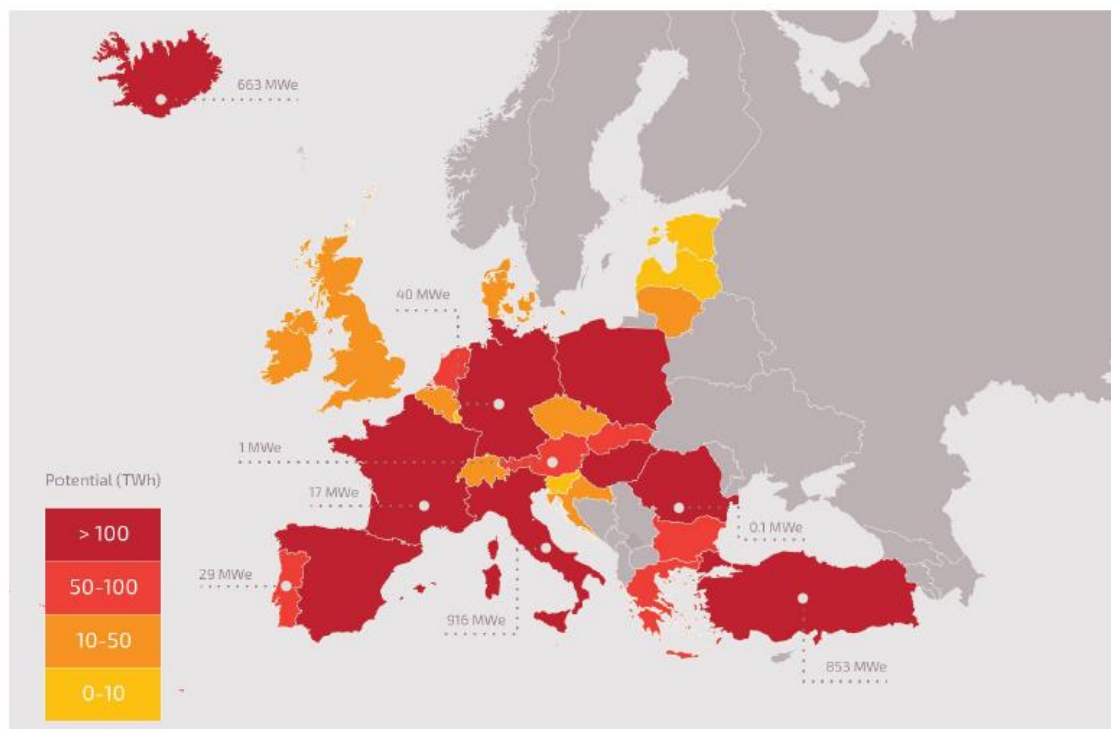 663 MWe
40 MWe
1 MWe
17 MWe
0.1 MWe
29 MWe
916 MWe
853 MWe
Potential (TWh)
> 100
50-100
10-50
0-10